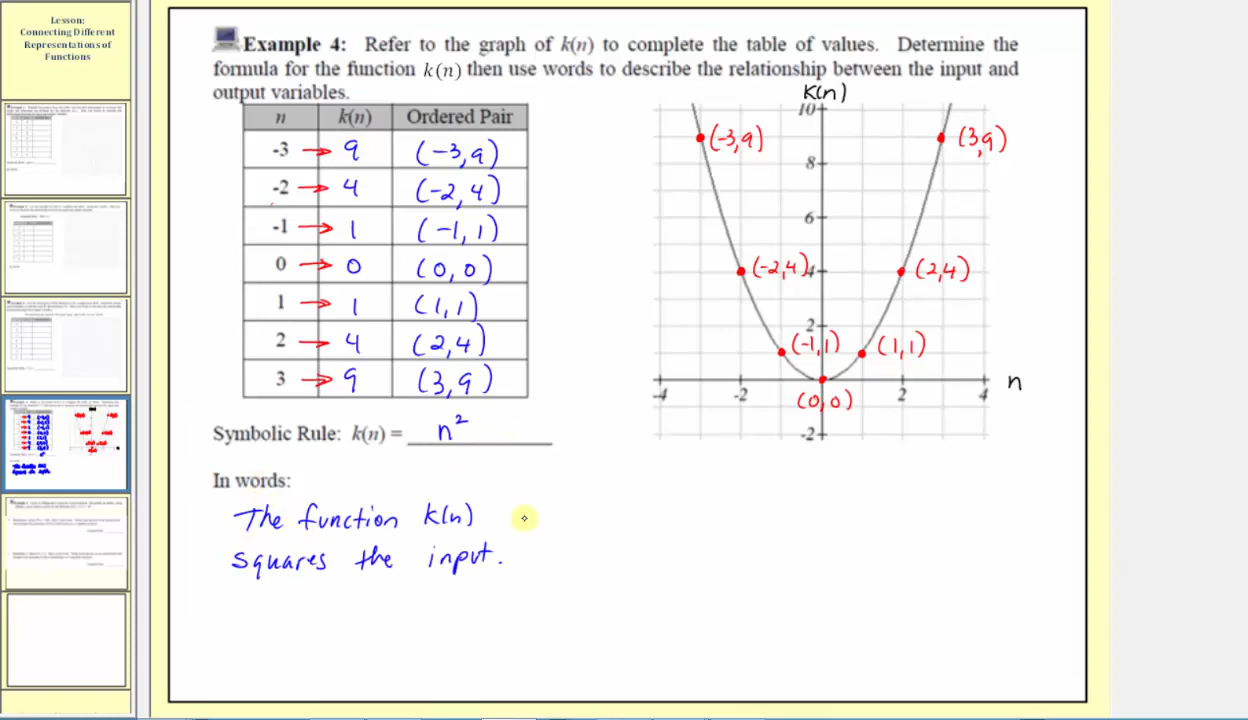 Lesson:
Connecting Different
Representations of
Functions
Example 4: Refer to the graph of k(n) to complete the table of values. Determine the
formula for the function k(n) then use words to describe the relationship between the input and
output variables.
n k(n) Ordered Pair
-3 → 9 (-3,9)
-2 → 4 (-2,4)
-1 → 1 (-1,1)
0 → 0 (0,0)
1 → 1 (1,1)
2 → 4 (2,4)
3 → 9 (3,9)
Symbolic Rule: k(n) = n²
In words:
The function k(n)
squares the input.
K(n)
10
(-3,9) (3,9)
8
6
(-2,4) 4 (2,4)
2
(-1,1) (1,1)
n
-4 -2 2 4
(0,0)
-2